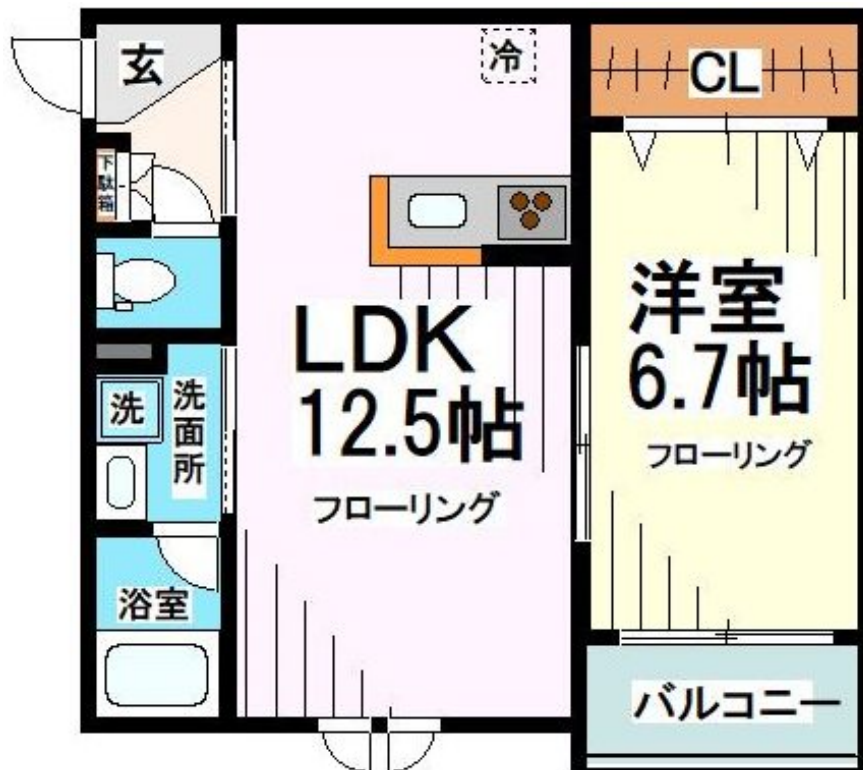 玄
冷
CL
下駄箱
LDK
12.5帖
フローリング
洋室
6.7帖
フローリング
洗
洗面所
浴室
バルコニー